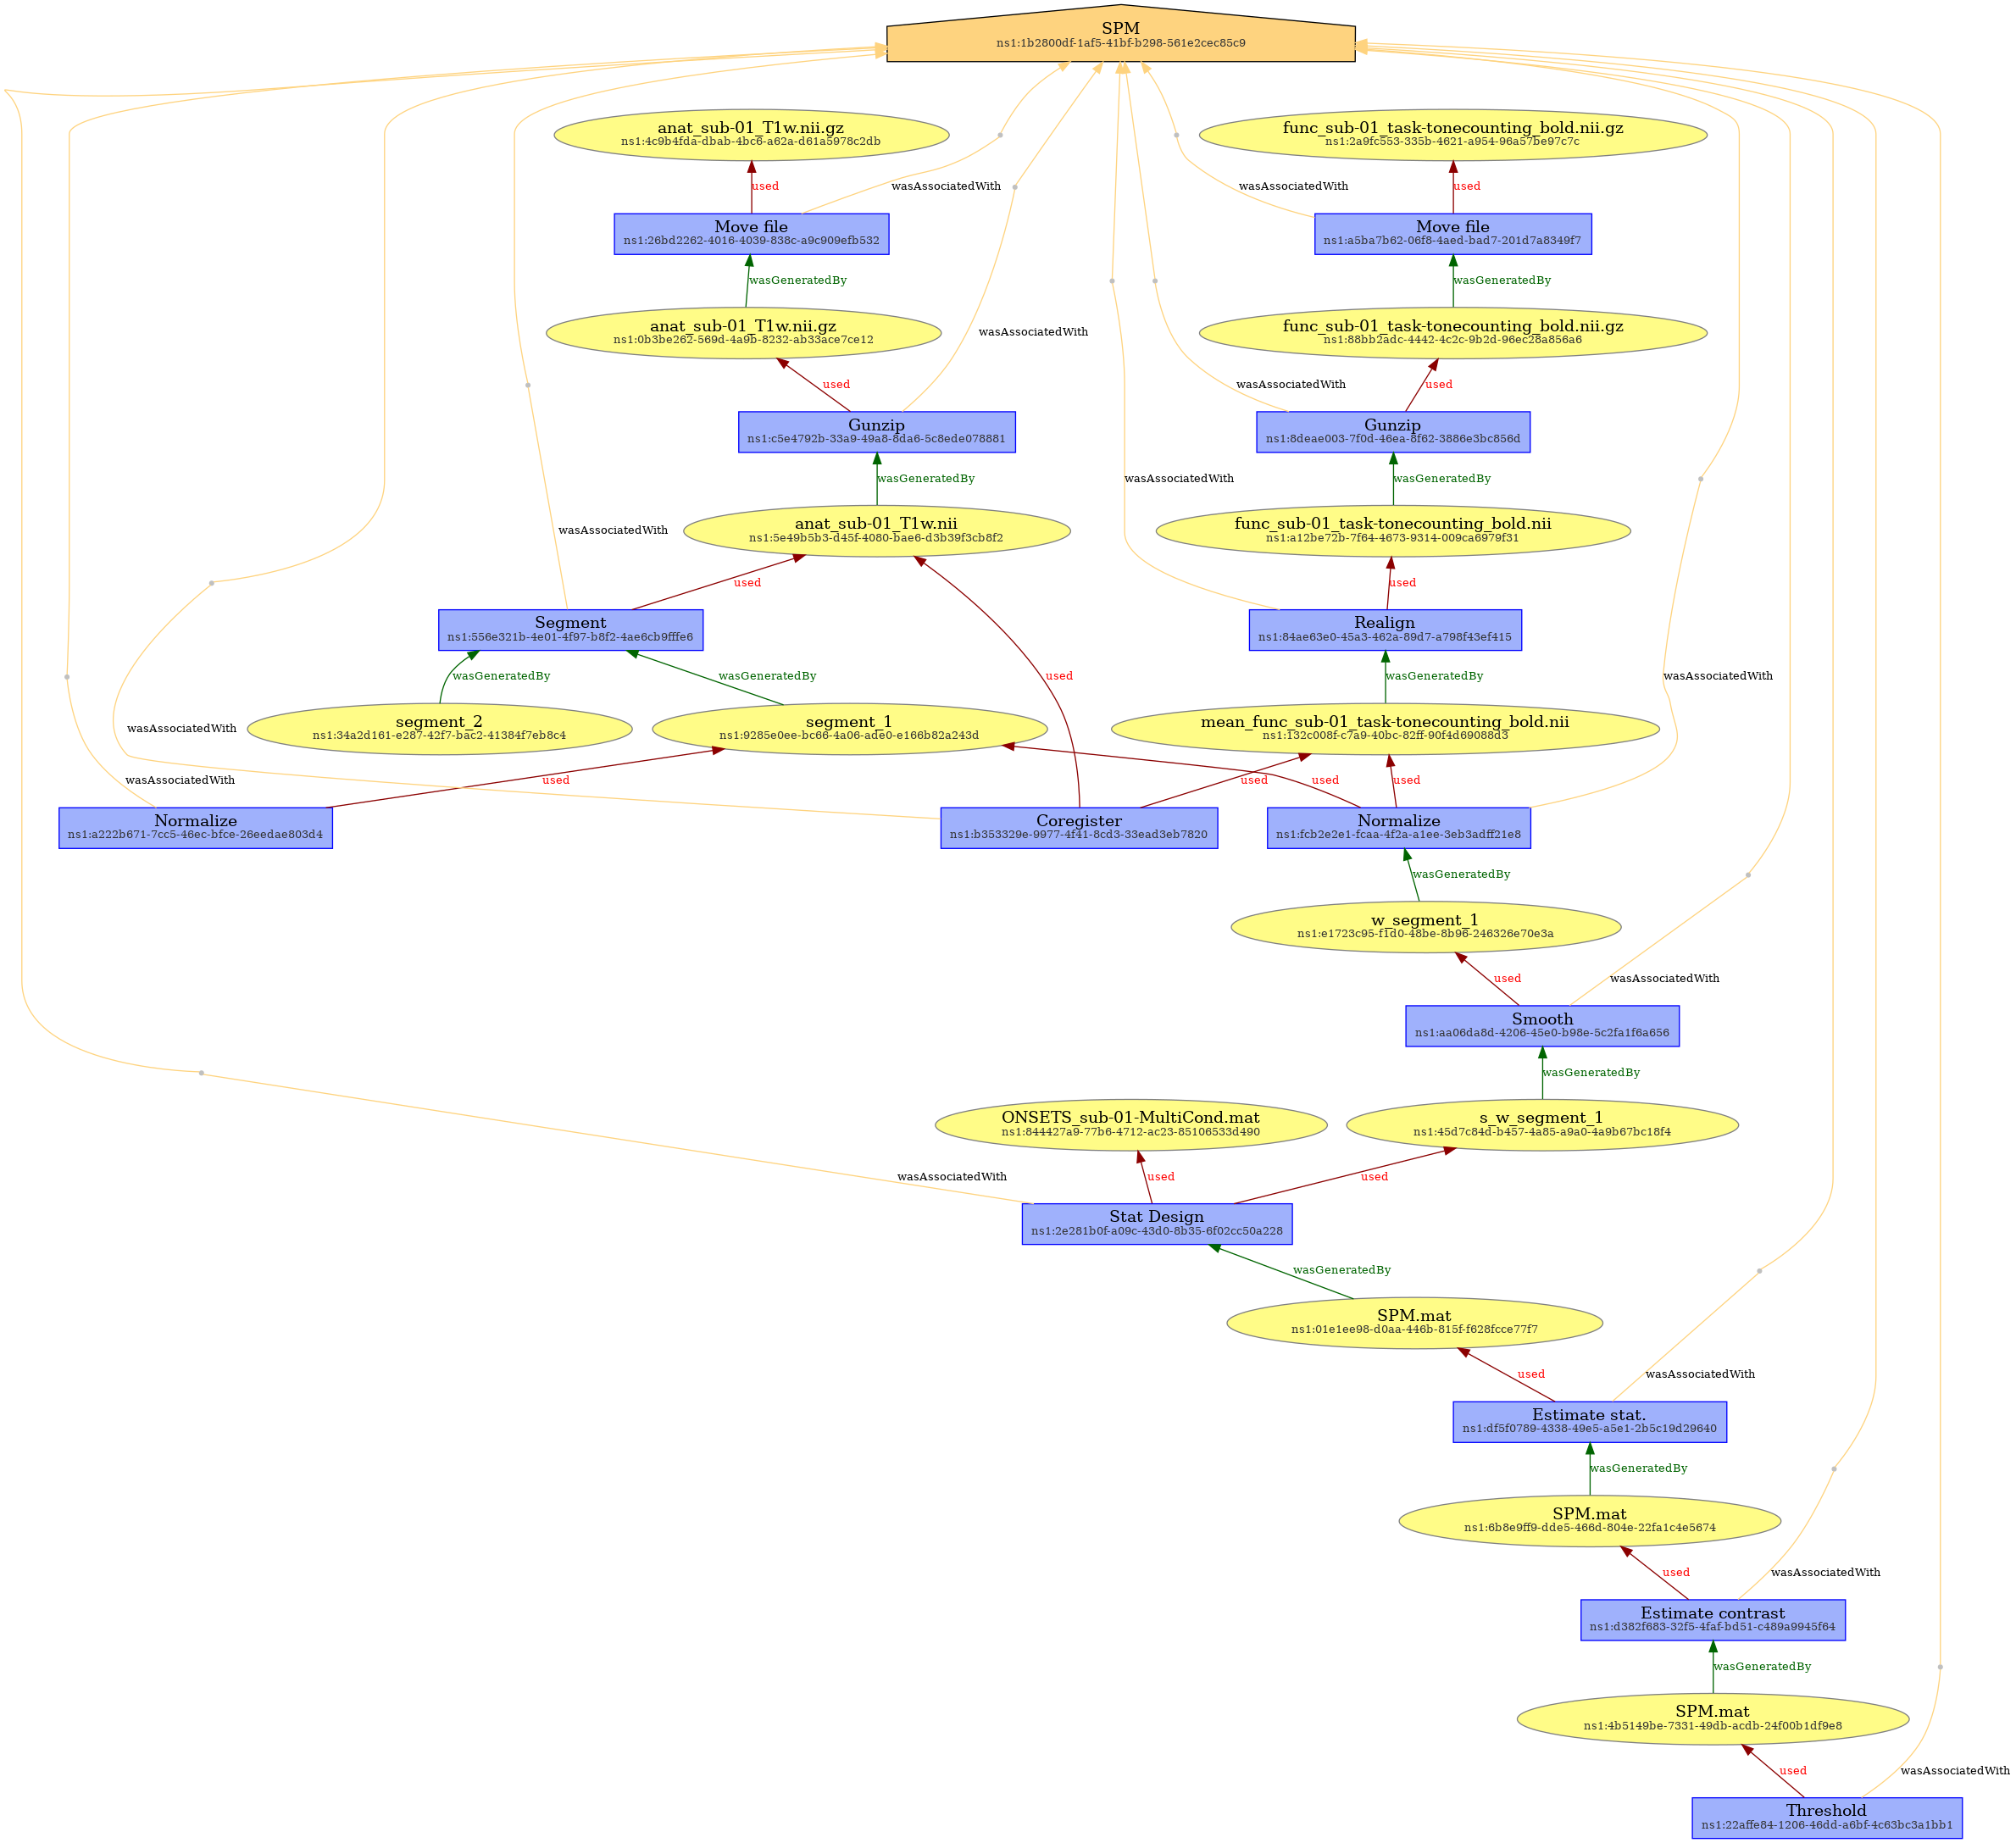 SPM
ns1:1b2800df-1af5-41bf-b298-561e2cec85c9
anat_sub-01_T1w.nii.gz
ns1:4c9b4fda-dbab-4bc6-a62a-d61a5978c2db
func_sub-01_task-tonecounting_bold.nii.gz
ns1:2a9fc553-335b-4621-a954-96a57be97c7c
used
wasAssociatedWith
wasAssociatedWith
used
Move file
ns1:26bd2262-4016-4039-838c-a9c909efb532
Move file
ns1:a5ba7b62-06f8-4aed-bad7-201d7a8349f7
wasGeneratedBy
wasGeneratedBy
anat_sub-01_T1w.nii.gz
ns1:0b3be262-569d-4a9b-8232-ab33ace7ce12
wasAssociatedWith
func_sub-01_task-tonecounting_bold.nii.gz
ns1:88bb2adc-4442-4c2c-9b2d-96ec28a856a6
used
wasAssociatedWith
used
Gunzip
ns1:c5e4792b-33a9-49a8-8da6-5c8ede078881
Gunzip
ns1:8deae003-7f0d-46ea-8f62-3886e3bc856d
wasGeneratedBy
wasAssociatedWith
wasGeneratedBy
wasAssociatedWith
anat_sub-01_T1w.nii
ns1:5e49b5b3-d45f-4080-bae6-d3b39f3cb8f2
func_sub-01_task-tonecounting_bold.nii
ns1:a12be72b-7f64-4673-9314-009ca6979f31
used
used
Segment
ns1:556e321b-4e01-4f97-b8f2-4ae6cb9fffe6
Realign
ns1:84ae63e0-45a3-462a-89d7-a798f43ef415
wasGeneratedBy
wasGeneratedBy
used
wasGeneratedBy
wasAssociatedWith
wasAssociatedWith
segment_2
ns1:34a2d161-e287-42f7-bac2-41384f7eb8c4
segment_1
ns1:9285e0ee-bc66-4a06-ade0-e166b82a243d
mean_func_sub-01_task-tonecounting_bold.nii
ns1:132c008f-c7a9-40bc-82ff-90f4d69088d3
wasAssociatedWith
used
used
used
used
Normalize
ns1:a222b671-7cc5-46ec-bfce-26eedae803d4
Coregister
ns1:b353329e-9977-4f41-8cd3-33ead3eb7820
Normalize
ns1:fcb2e2e1-fcaa-4f2a-a1ee-3eb3adff21e8
wasGeneratedBy
w_segment_1
ns1:e1723c95-f1d0-48be-8b96-246326e70e3a
used
wasAssociatedWith
Smooth
ns1:aa06da8d-4206-45e0-b98e-5c2fa1f6a656
wasGeneratedBy
ONSETS_sub-01-MultiCond.mat
ns1:844427a9-77b6-4712-ac23-85106533d490
s_w_segment_1
ns1:45d7c84d-b457-4a85-a9a0-4a9b67bc18f4
wasAssociatedWith
used
used
Stat Design
ns1:2e281b0f-a09c-43d0-8b35-6f02cc50a228
wasGeneratedBy
SPM.mat
ns1:01e1ee98-d0aa-446b-815f-f628fcce77f7
used
wasAssociatedWith
Estimate stat.
ns1:df5f0789-4338-49e5-a5e1-2b5c19d29640
wasGeneratedBy
SPM.mat
ns1:6b8e9ff9-dde5-466d-804e-22fa1c4e5674
used
wasAssociatedWith
Estimate contrast
ns1:d382f683-32f5-4faf-bd51-c489a9945f64
wasGeneratedBy
SPM.mat
ns1:4b5149be-7331-49db-acdb-24f00b1df9e8
used
wasAssociatedWith
Threshold
ns1:22affe84-1206-46dd-a6bf-4c63bc3a1bb1